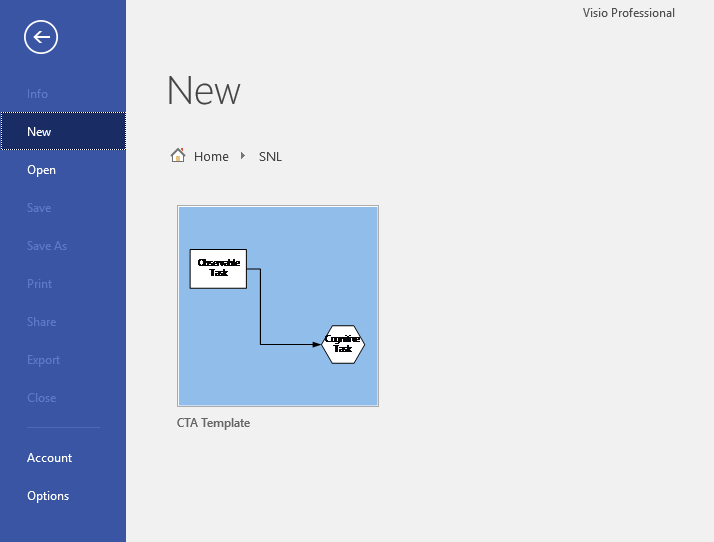 Visio Professional
Info
New
Open
Save
Save As
Print
Share
Export
Close
Account
Options
New
Home SNL
Observable
Task
Cognitive
Task
CTA Template